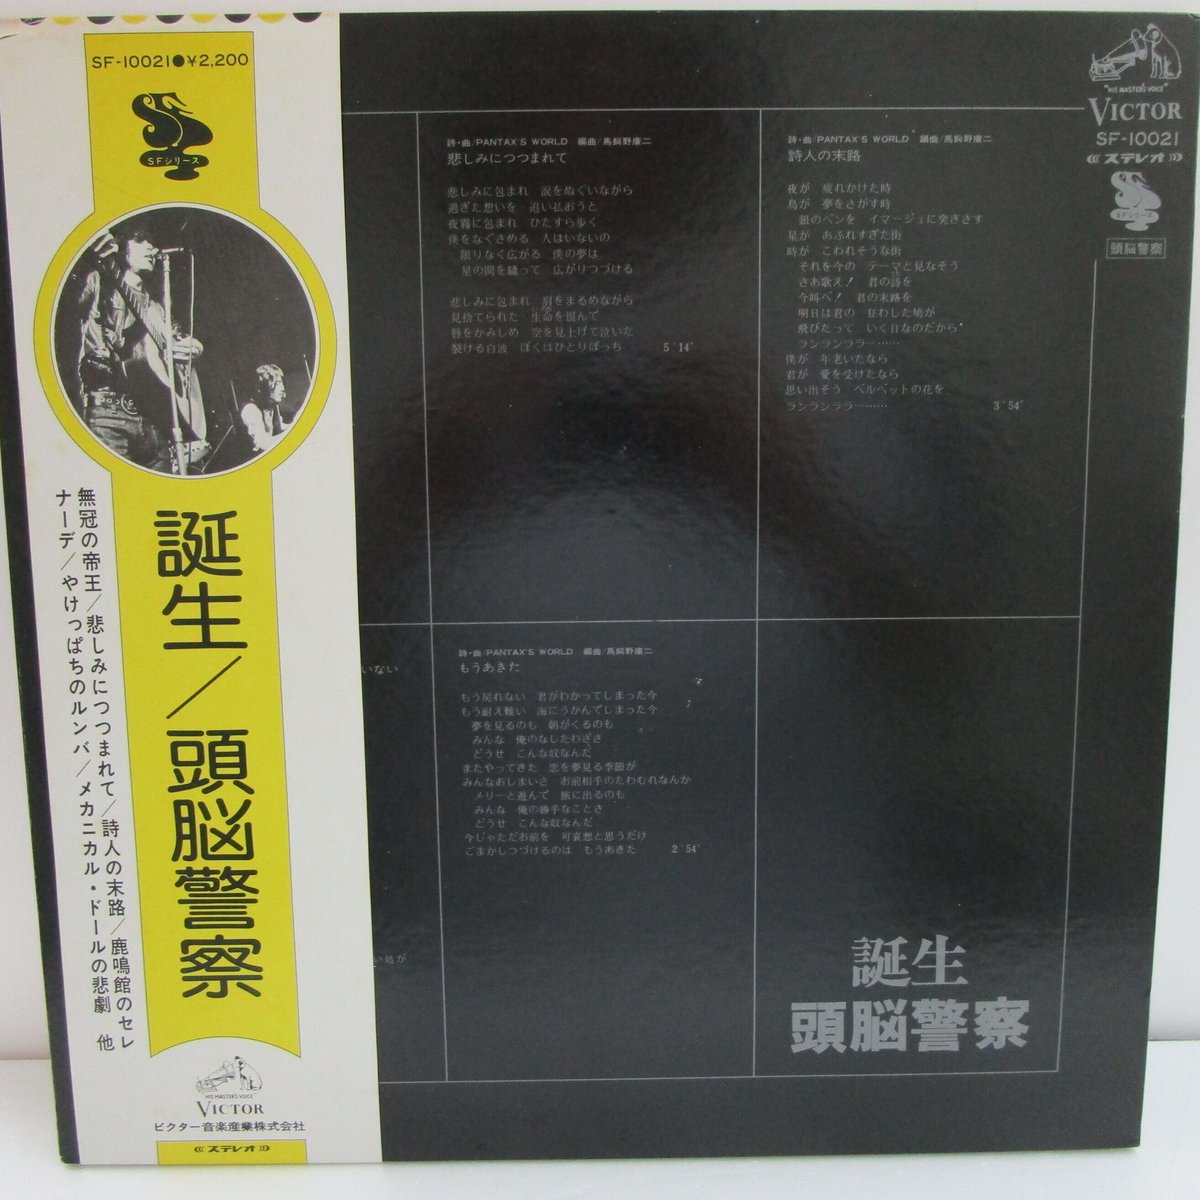 SF-10021●¥2,200
SFシリーズ
誕生/頭脳警察
無冠の帝王/悲しみにつつまれて/詩人の末路/鹿鳴館のセレ
ナーデ/やけっぱちのルンバ/メカニカル・ドールの悲劇 他
HIS MASTER'S VOICE
VICTOR
ビクター音楽産業株式会社
ステレオ
詩・曲/PANTAX'S WORLD 編曲/馬飼野康二
悲しみにつつまれて
悲しみに包まれ 涙をぬぐいながら
過ぎた想いを 追い払おうと
夜霧に包まれ ひたすら歩く
僕をなぐさめる 人はいないの
限りなく広がる 僕の夢は
星の間を縫って 広がりつづける
悲しみに包まれ 肩をまるめながら
見捨てられた 生命を恨んで
唇をかみしめ 空を見上げて泣いた
裂ける白波 ぼくはひとりぼっち 5'14"
詩・曲/PANTAX'S WORLD 編曲/馬飼野康二
詩人の末路
夜が 疲れかけた時
鳥が 夢をさがす時
銀のペンを イマージュに突きさす
星が あふれすぎた街
時が こわれそうな街
それを今の テーマと見なそう
さあ歌え! 君の詩を
今叫べ! 君の末路を
明日は君の 狂わした鳩が
飛びたって いく日なのだから
ランランララー……
僕が 年老いたなら
君が 愛を受けたなら
思い出そう ベルベットの花を
ランランララー…… 3'54"
"HIS MASTER'S VOICE"
VICTOR
SF-10021
ステレオ
SFシリーズ
頭脳警察
いない
い処が
詩・曲/PANTAX'S WORLD 編曲/馬飼野康二
もうあきた
もう戻れない 君がわかってしまった今
もう耐え難い 海にうかんでしまった今
夢を見るのも 朝がくるのも
みんな 俺のなしたわざさ
どうせ こんな奴なんだ
またやってきた 恋を夢見る季節が
みんなおしまいさ お前相手のたわむれなんか
メリーと遊んで 旅に出るのも
みんな 俺の勝手なことさ
どうせ こんな奴なんだ
今じゃただお前を 可哀想と思うだけ
ごまかしつづけるのは もうあきた 2'54"
誕生
頭脳警察